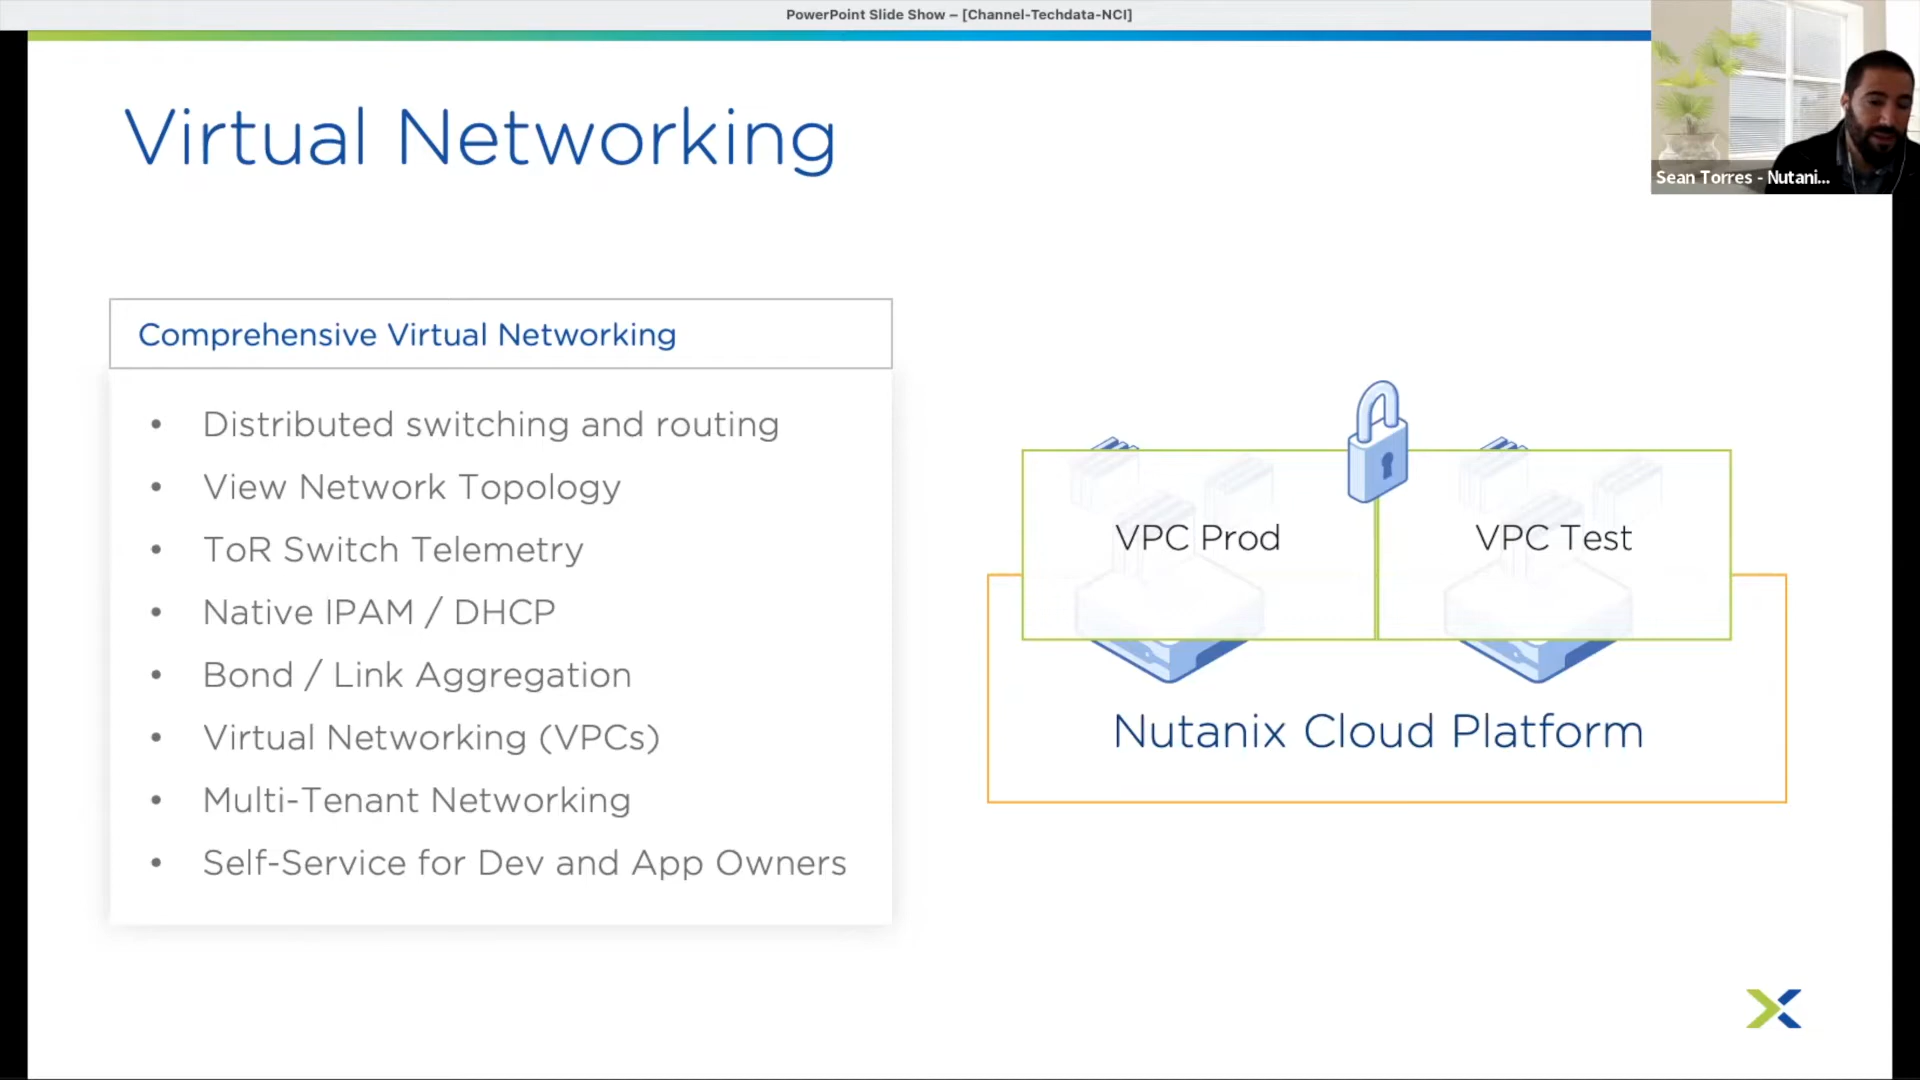 PowerPoint Slide Show – [Channel-Techdata-NCI]
Virtual Networking
Sean Torres - Nutani...
Comprehensive Virtual Networking
• Distributed switching and routing
• View Network Topology
• ToR Switch Telemetry
• Native IPAM / DHCP
• Bond / Link Aggregation
• Virtual Networking (VPCs)
• Multi-Tenant Networking
• Self-Service for Dev and App Owners
VPC Prod
VPC Test
Nutanix Cloud Platform